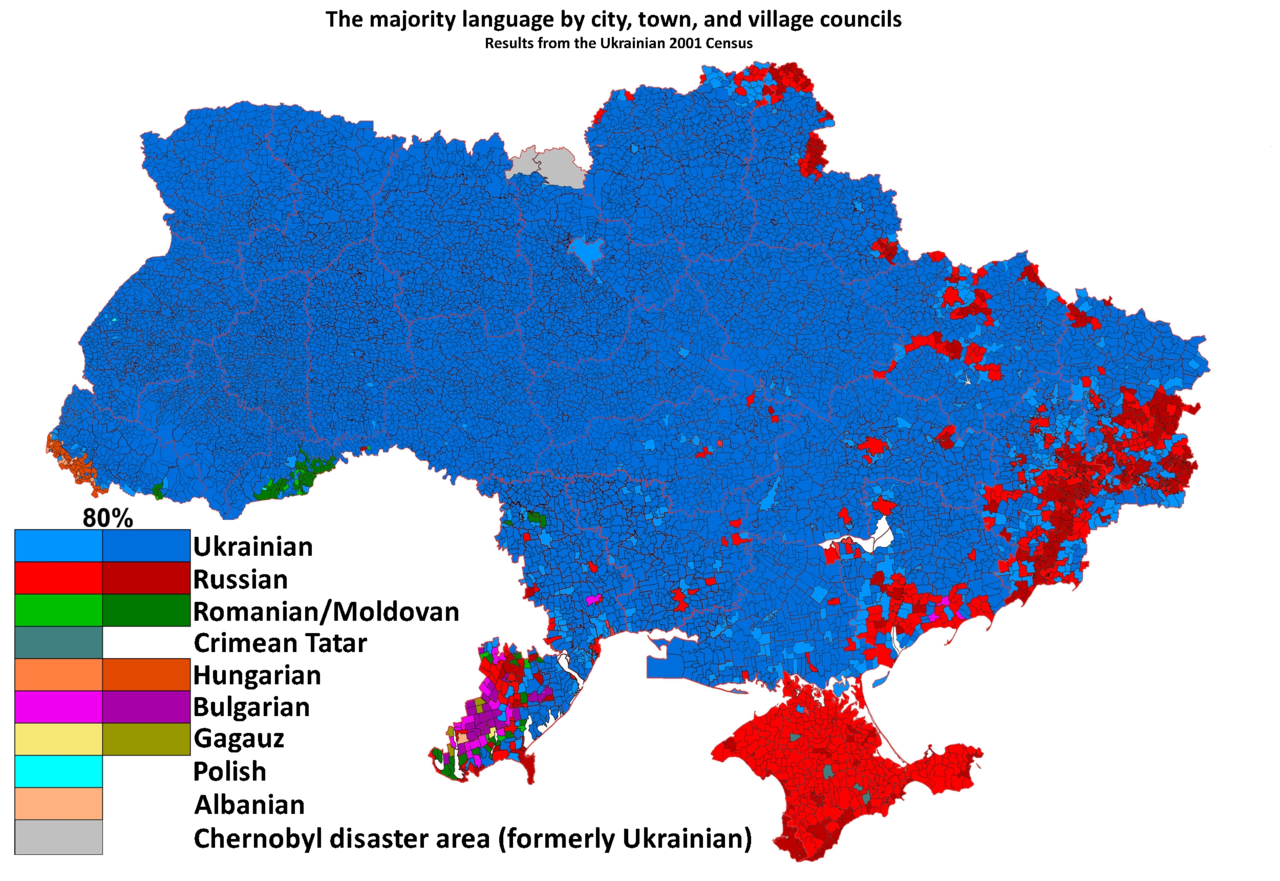 The majority language by city, town, and village councils
Results from the Ukrainian 2001 Census
80%
Ukrainian
Russian
Romanian/Moldovan
Crimean Tatar
Hungarian
Bulgarian
Gagauz
Polish
Albanian
Chernobyl disaster area (formerly Ukrainian)